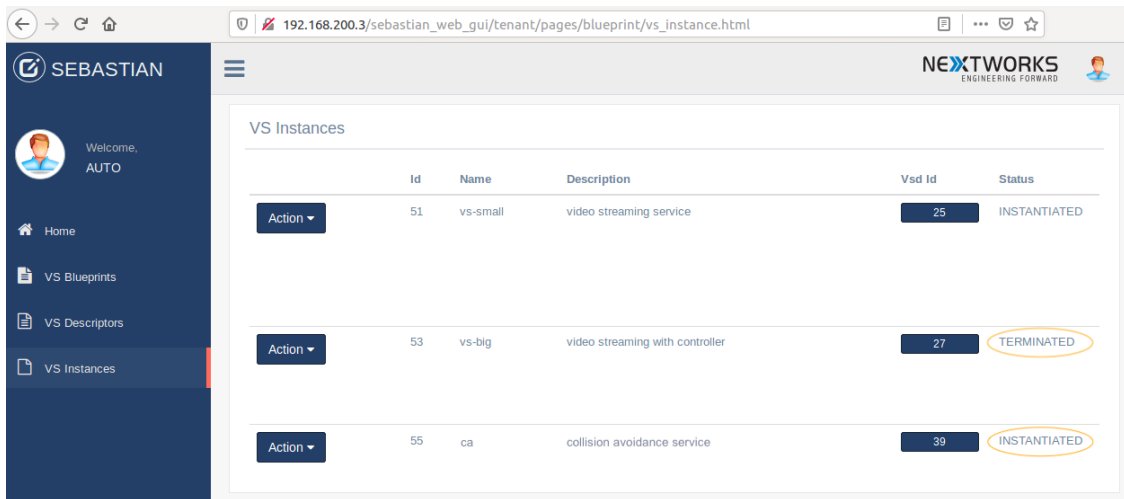 192.168.200.3/sebastian_web_gui/tenant/pages/blueprint/vs_instance.html
SEBASTIAN
NEXTWORKS
ENGINEERING FORWARD
Welcome,
AUTO
Home
VS Blueprints
VS Descriptors
VS Instances
VS Instances
Id Name Description Vsd Id Status
Action 51 vs-small video streaming service 25 INSTANTIATED
Action 53 vs-big video streaming with controller 27 TERMINATED
Action 55 ca collision avoidance service 39 INSTANTIATED